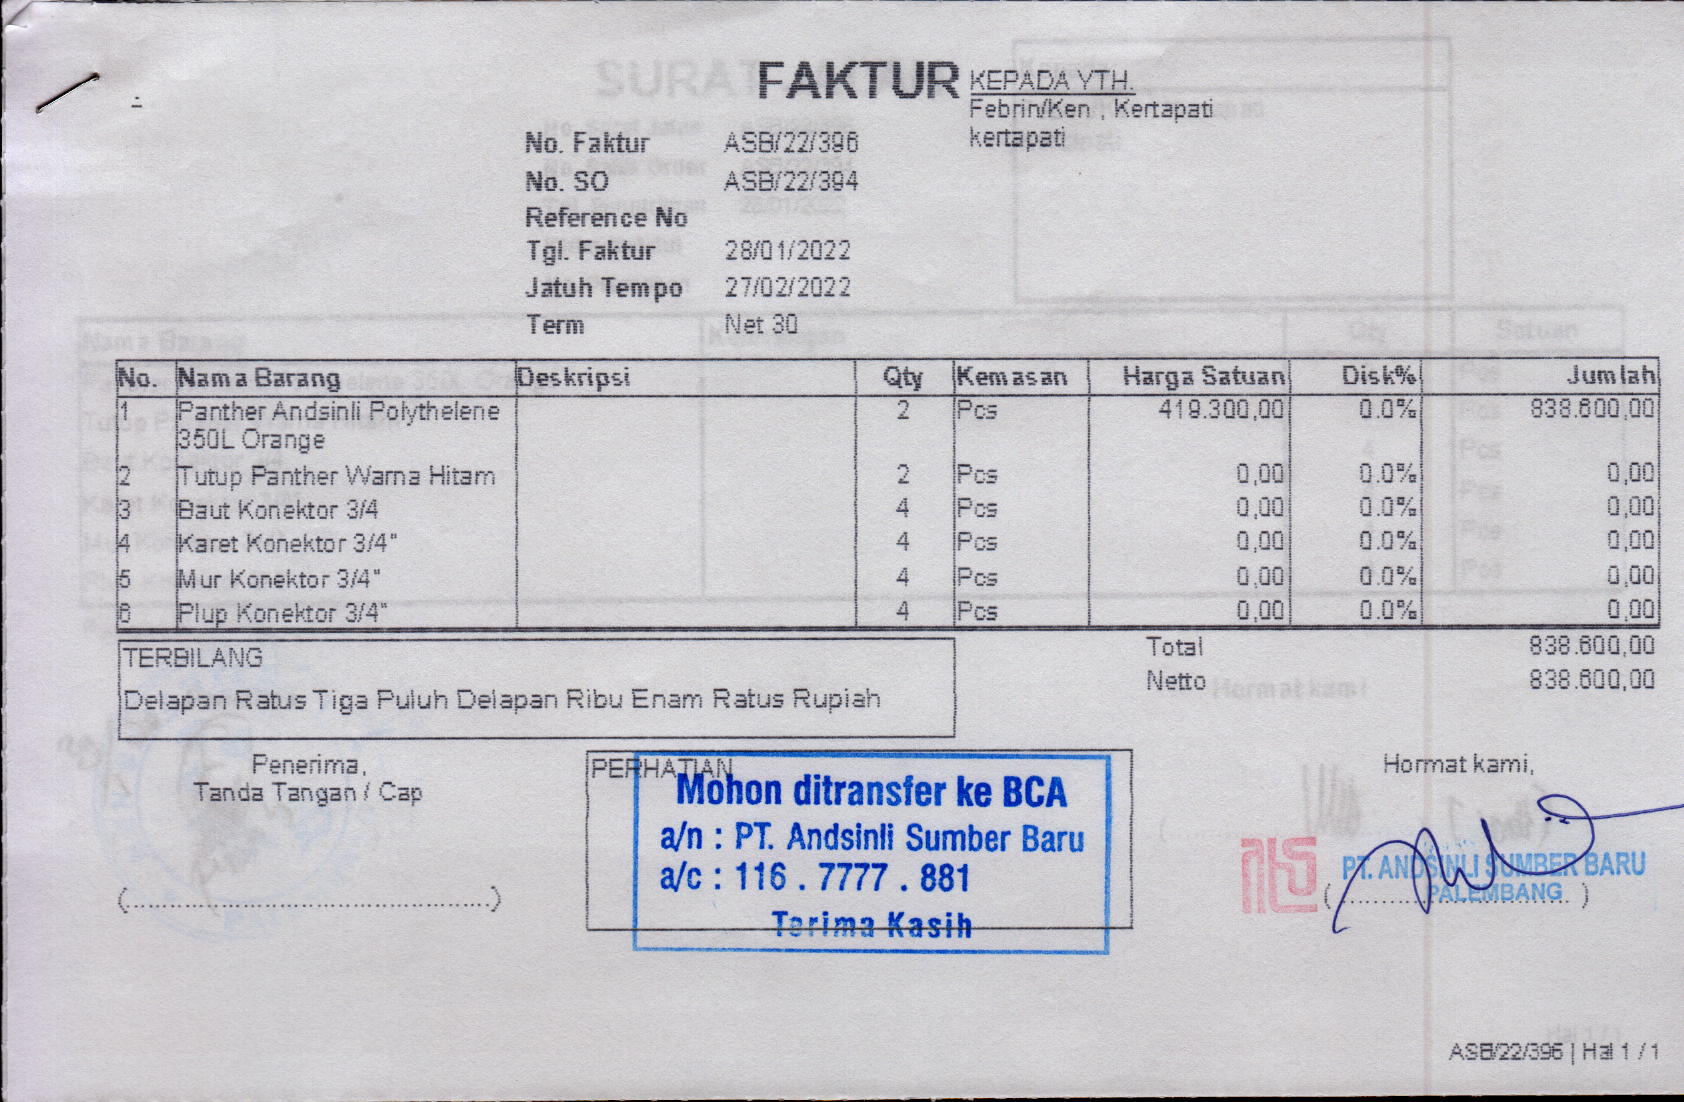 FAKTUR
KEPADA YTH.
Febrin/Ken , Kertapati
kertapati
No. Faktur ASB/22/396
No. SO ASB/22/394
Reference No
Tgl. Faktur 28/01/2022
Jatuh Tempo 27/02/2022
Term Net 30
No. Nama Barang Deskripsi Qty Kemasan Harga Satuan Disk% Jumlah
1 Panther Andsinli Polythelene 2 Pcs 419.300,00 0.0% 838.600,00
350L Orange
2 Tutup Panther Warna Hitam 2 Pcs 0,00 0.0% 0,00
3 Baut Konektor 3/4 4 Pcs 0,00 0.0% 0,00
4 Karet Konektor 3/4" 4 Pcs 0,00 0.0% 0,00
5 Mur Konektor 3/4" 4 Pcs 0,00 0.0% 0,00
6 Plup Konektor 3/4" 4 Pcs 0,00 0.0% 0,00
Total 838.600,00
Netto 838.600,00
TERBILANG
Delapan Ratus Tiga Puluh Delapan Ribu Enam Ratus Rupiah
Penerima,
Tanda Tangan / Cap
(..............................................)
PERHATIAN
Mohon ditransfer ke BCA
a/n : PT. Andsinli Sumber Baru
a/c : 116 . 7777 . 881
Terima Kasih
Hormat kami,
PT. ANDSINLI SUMBER BARU
PALEMBANG
(..............................)
ASB/22/396 | Hal 1 / 1